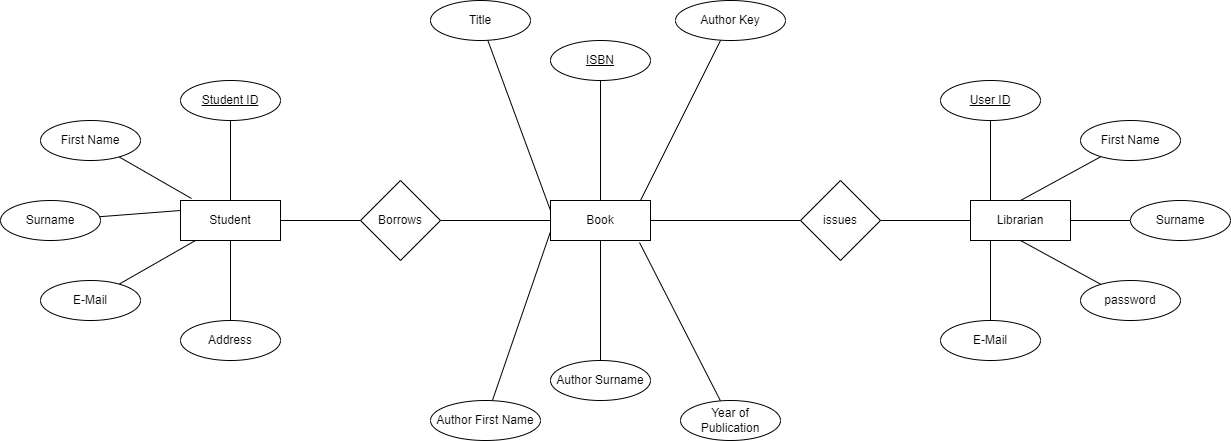 Title
Author Key
ISBN
Student ID
User ID
First Name
First Name
Surname
Student
Borrows
Book
issues
Librarian
Surname
E-Mail
password
Address
E-Mail
Author Surname
Author First Name
Year of
Publication